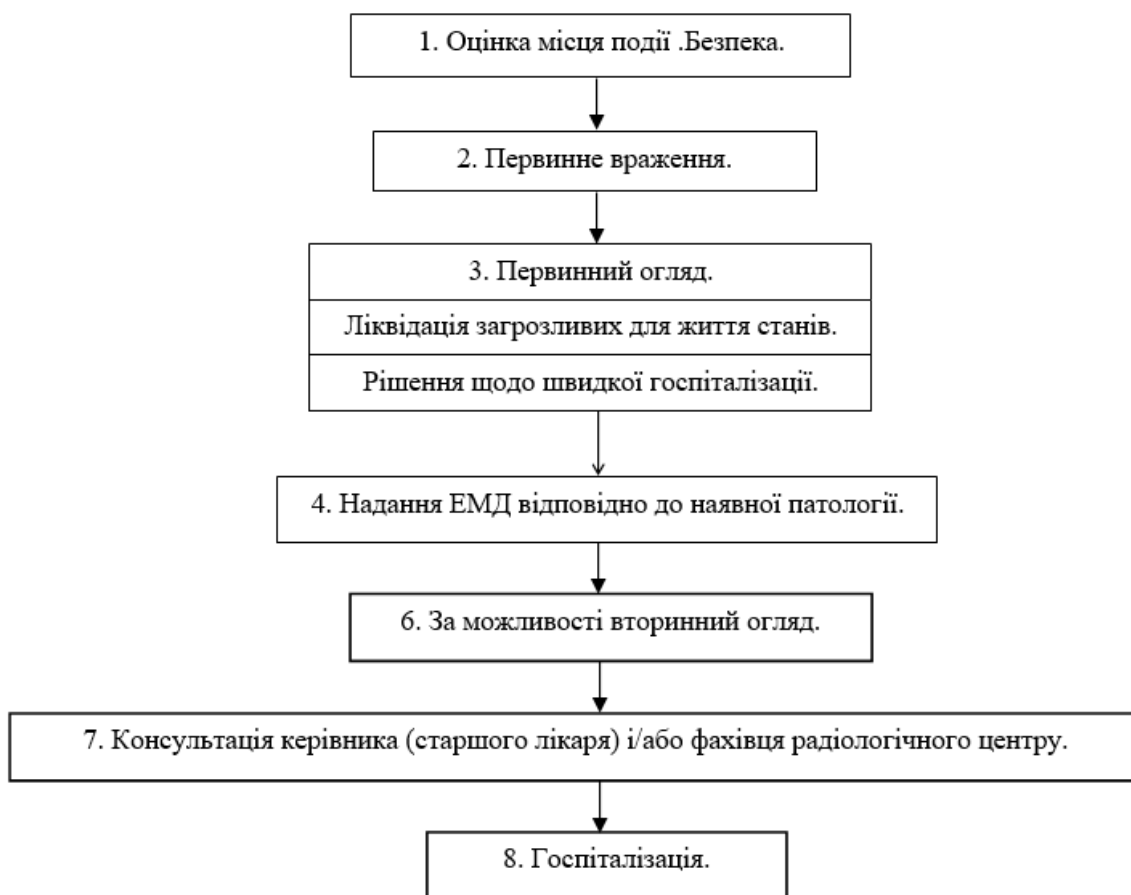 1. Оцінка місця події .Безпека.
2. Первинне враження.
3. Первинний огляд.
Ліквідація загрозливих для життя станів.
Рішення щодо швидкої госпіталізації.
4. Надання ЕМД відповідно до наявної патології.
6. За можливості вторинний огляд.
7. Консультація керівника (старшого лікаря) і/або фахівця радіологічного центру.
8. Госпіталізація.